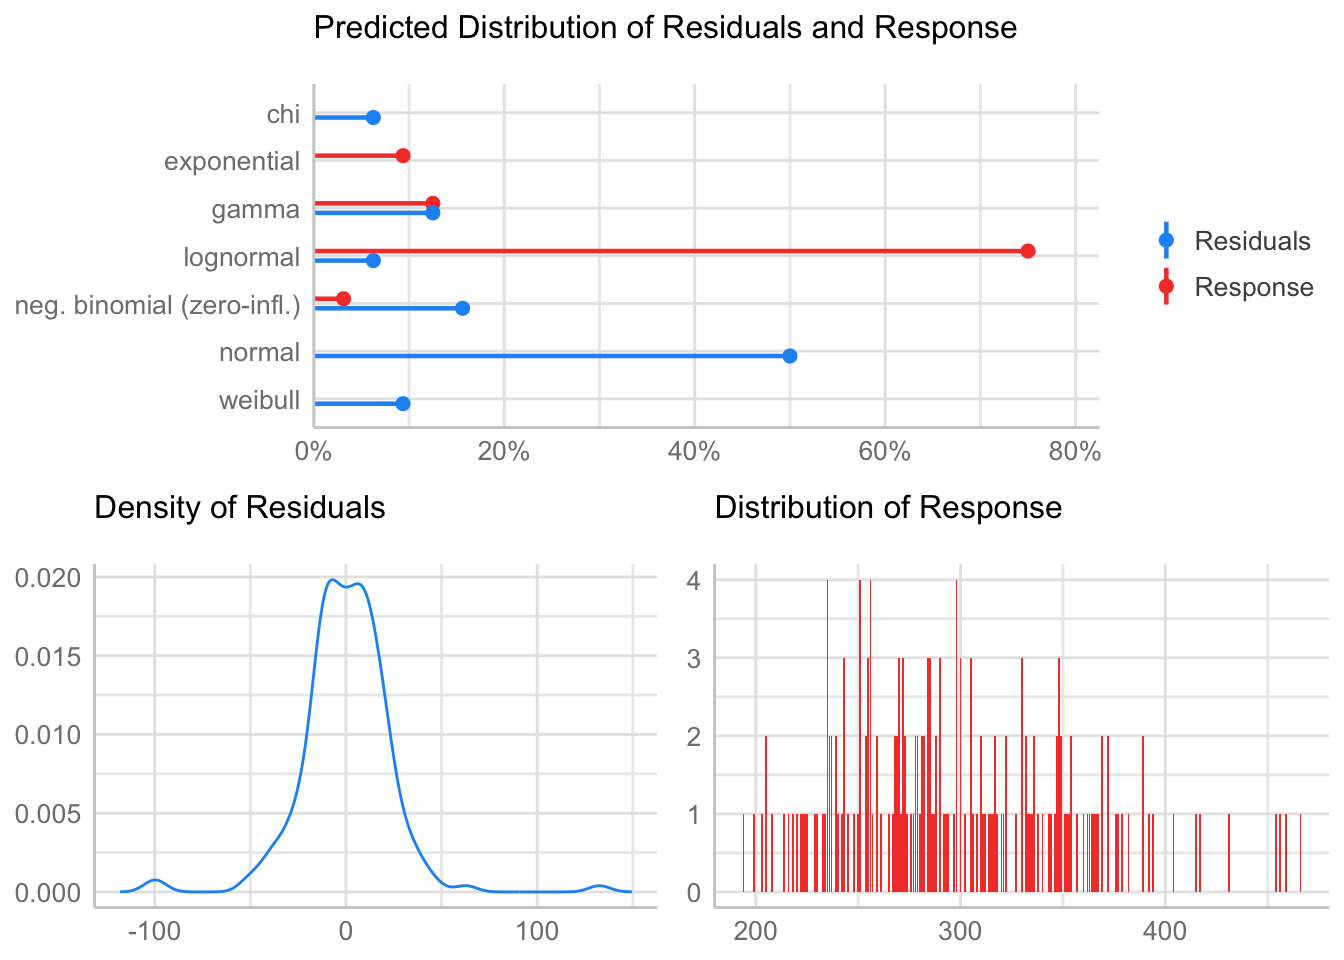 Predicted Distribution of Residuals and Response
chi
exponential
gamma
lognormal
neg. binomial (zero-infl.)
normal
weibull
0% 20% 40% 60% 80%
Residuals
Response
Density of Residuals
0.020
0.015
0.010
0.005
0.000
-100 0 100
Distribution of Response
4
3
2
1
0
200 300 400